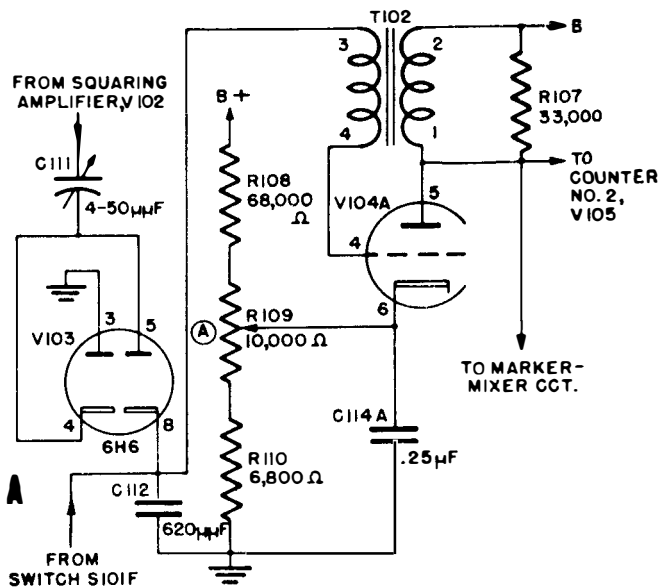 T102
3
2
B
FROM SQUARING
AMPLIFIER,V102
B+
R107
33,000
4
1
C111
4-50µµF
R108
68,000
Ω
V104A
5
TO
COUNTER
NO. 2,
V105
4
3
5
V103
6
R109
10,000 Ω
A
TO MARKER-
MIXER CCT.
4
8
6H6
C114A
.25µF
R110
6,800 Ω
A
C112
620µµF
FROM
SWITCH S101F